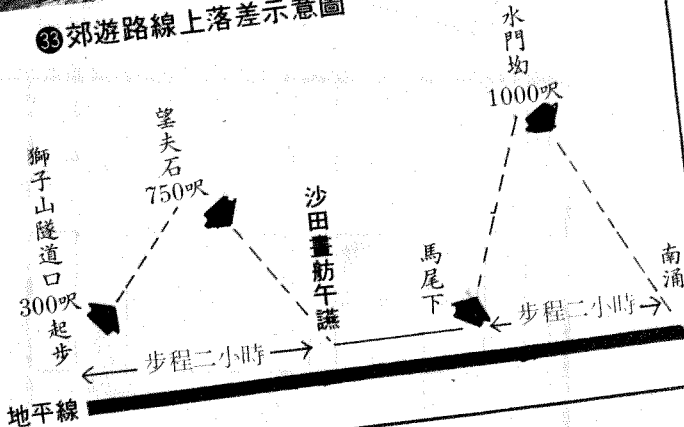 ㉝郊遊路線上落差示意圖
獅子山隧道口
300呎
起步
望夫石
750呎
沙田畫舫午讌
馬尾下
水門坳
1000呎
南涌
步程二小時
步程二小時
地平線